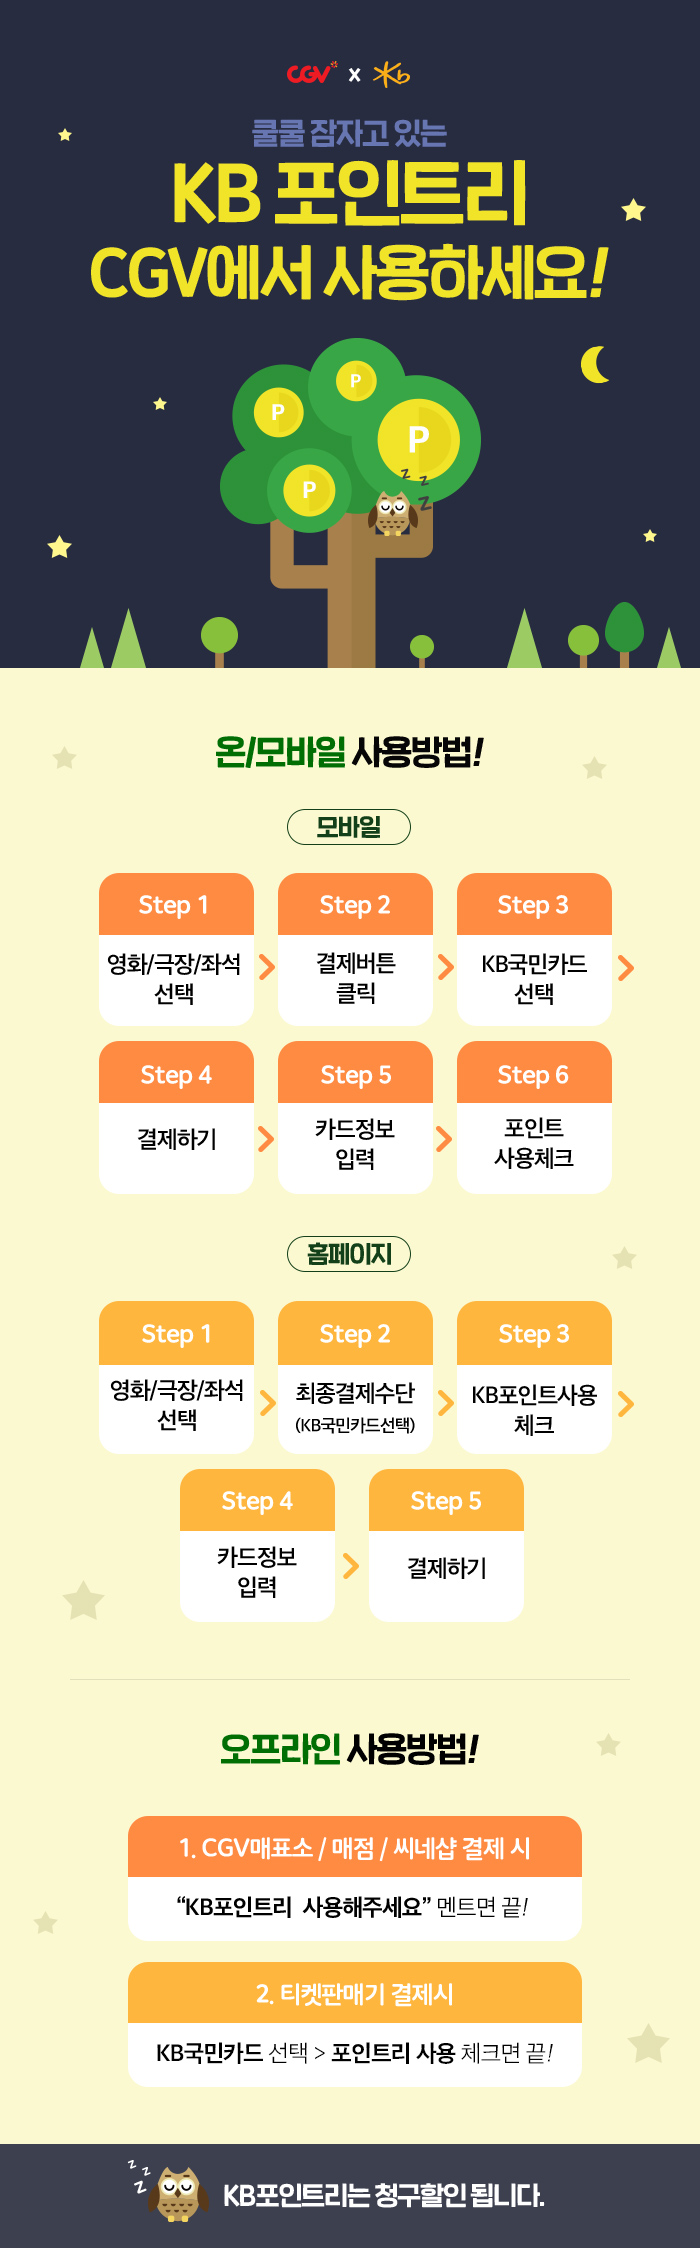 CGV x Kb
쿨쿨 잠자고 있는
KB 포인트리
CGV에서 사용하세요!
P
P
P
P
z
z
z
온/모바일 사용방법!
모바일
Step 1
영화/극장/좌석
선택
Step 2
결제버튼
클릭
Step 3
KB국민카드
선택
Step 4
결제하기
Step 5
카드정보
입력
Step 6
포인트
사용체크
홈페이지
Step 1
영화/극장/좌석
선택
Step 2
최종결제수단
(KB국민카드선택)
Step 3
KB포인트사용
체크
Step 4
카드정보
입력
Step 5
결제하기
오프라인 사용방법!
1. CGV매표소 / 매점 / 씨네샵 결제 시
“KB포인트리 사용해주세요” 멘트면 끝!
2. 티켓판매기 결제시
KB국민카드 선택 > 포인트리 사용 체크면 끝!
z
z
z
KB포인트리는 청구할인 됩니다.